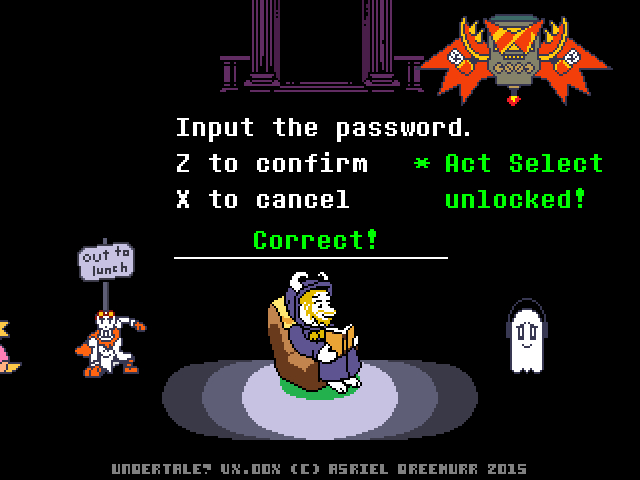 Input the password.
Z to confirm
* Act Select
X to cancel
unlocked!
Correct!
out to
lunch
UNDERTALE? VX.XXX (C) ASRIEL DREEMURR 2015